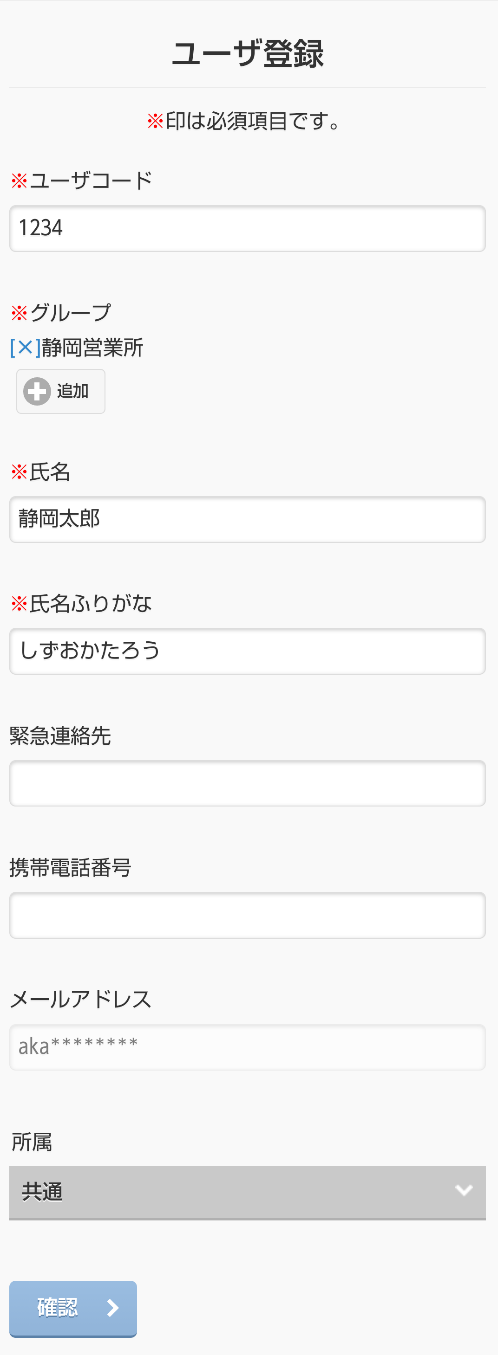 ユーザ登録
※印は必須項目です。
※ユーザコード
1234
※グループ
[×]静岡営業所
追加
※氏名
静岡太郎
※氏名ふりがな
しずおかたろう
緊急連絡先
携帯電話番号
メールアドレス
aka********
所属
共通
確認